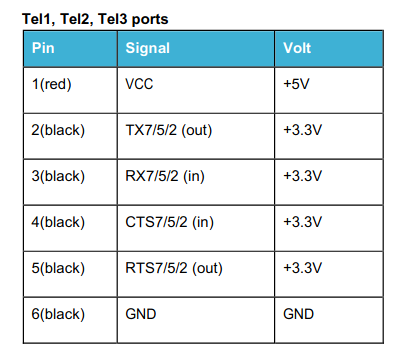 Tel1, Tel2, Tel3 ports
Pin Signal Volt
1(red) VCC +5V
2(black) TX7/5/2 (out) +3.3V
3(black) RX7/5/2 (in) +3.3V
4(black) CTS7/5/2 (in) +3.3V
5(black) RTS7/5/2 (out) +3.3V
6(black) GND GND